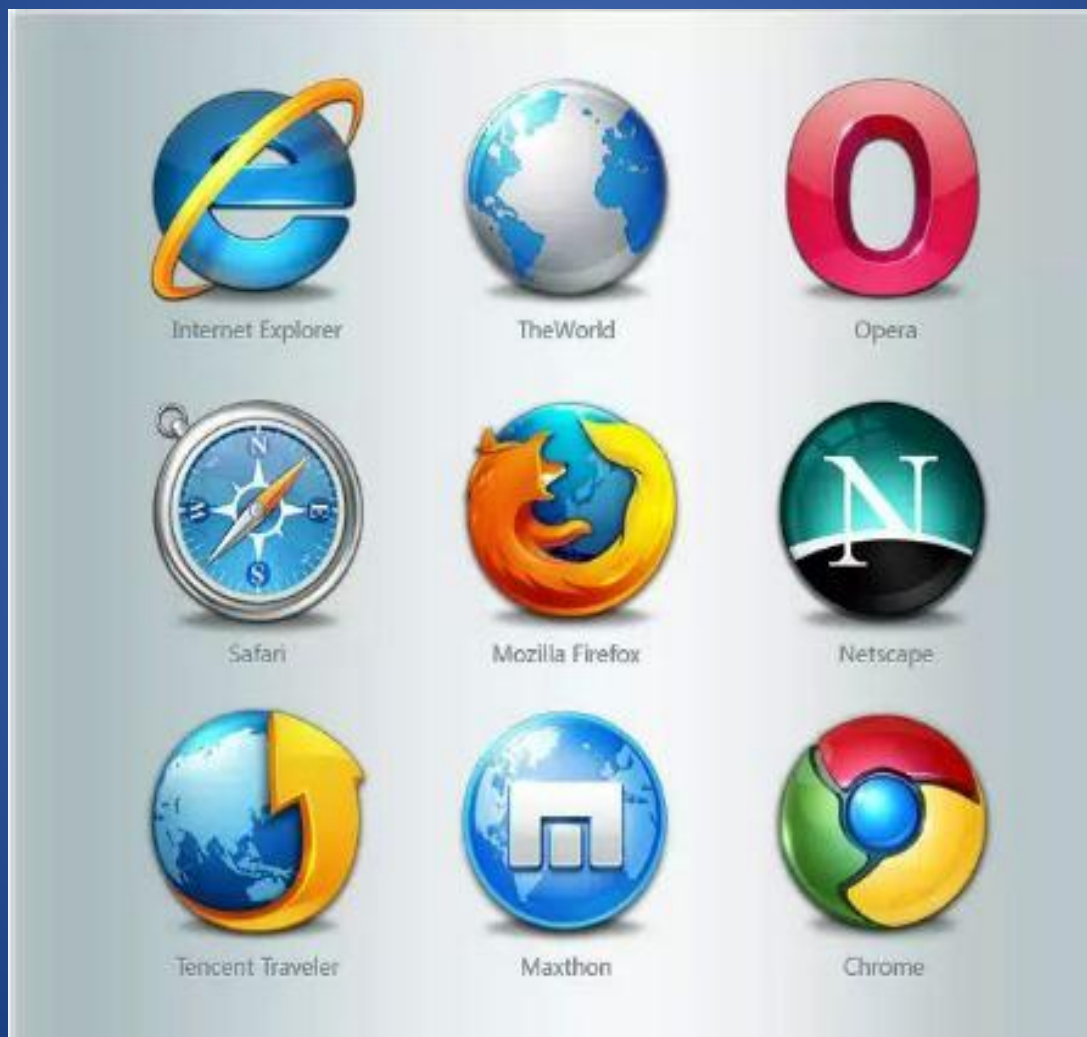 Internet Explorer
TheWorld
Opera
N
W
E
S
Safari
Mozilla Firefox
N
Netscape
Tencent Traveler
Maxthon
Chrome